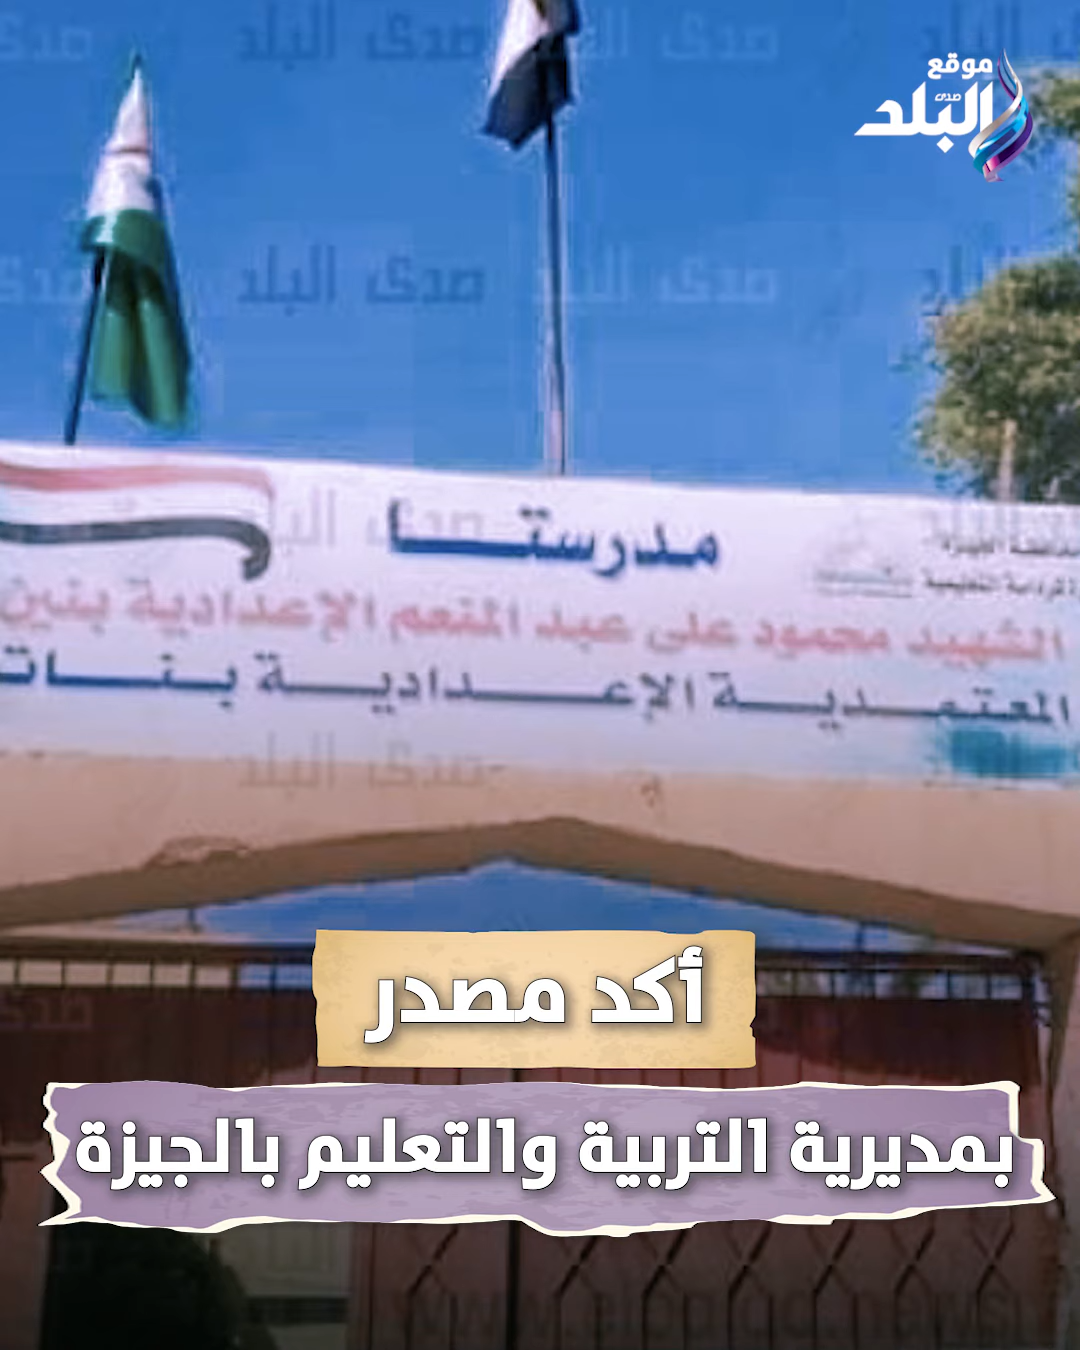 موقع
صدى البلد
مدرستا
الشهيد محمود على عبد المنعم الإعدادية بنين
المعتمدية الإعدادية بنات
أكد مصدر
بمديرية التربية والتعليم بالجيزة